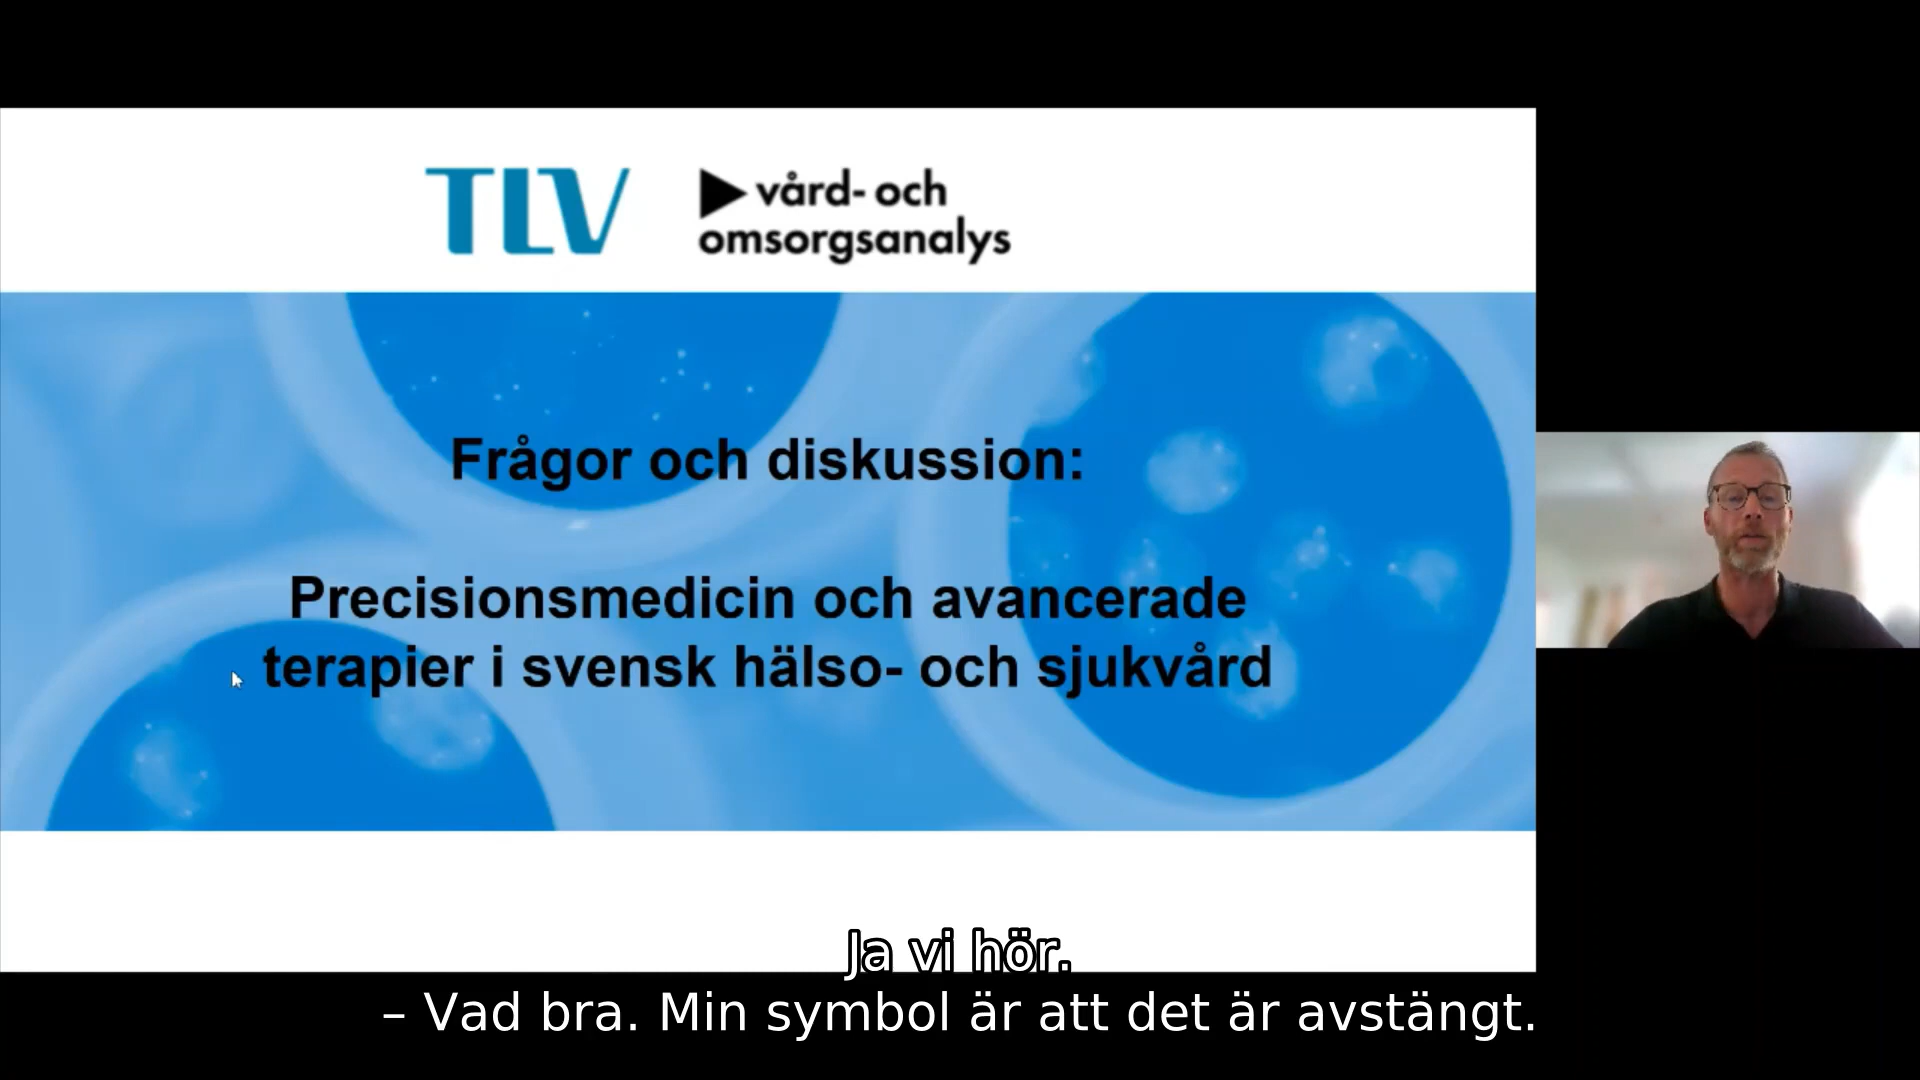 TLV
vård- och
omsorgsanalys
Frågor och diskussion:
Precisionsmedicin och avancerade
terapier i svensk hälso- och sjukvård
Ja vi hör.
– Vad bra. Min symbol är att det är avstängt.